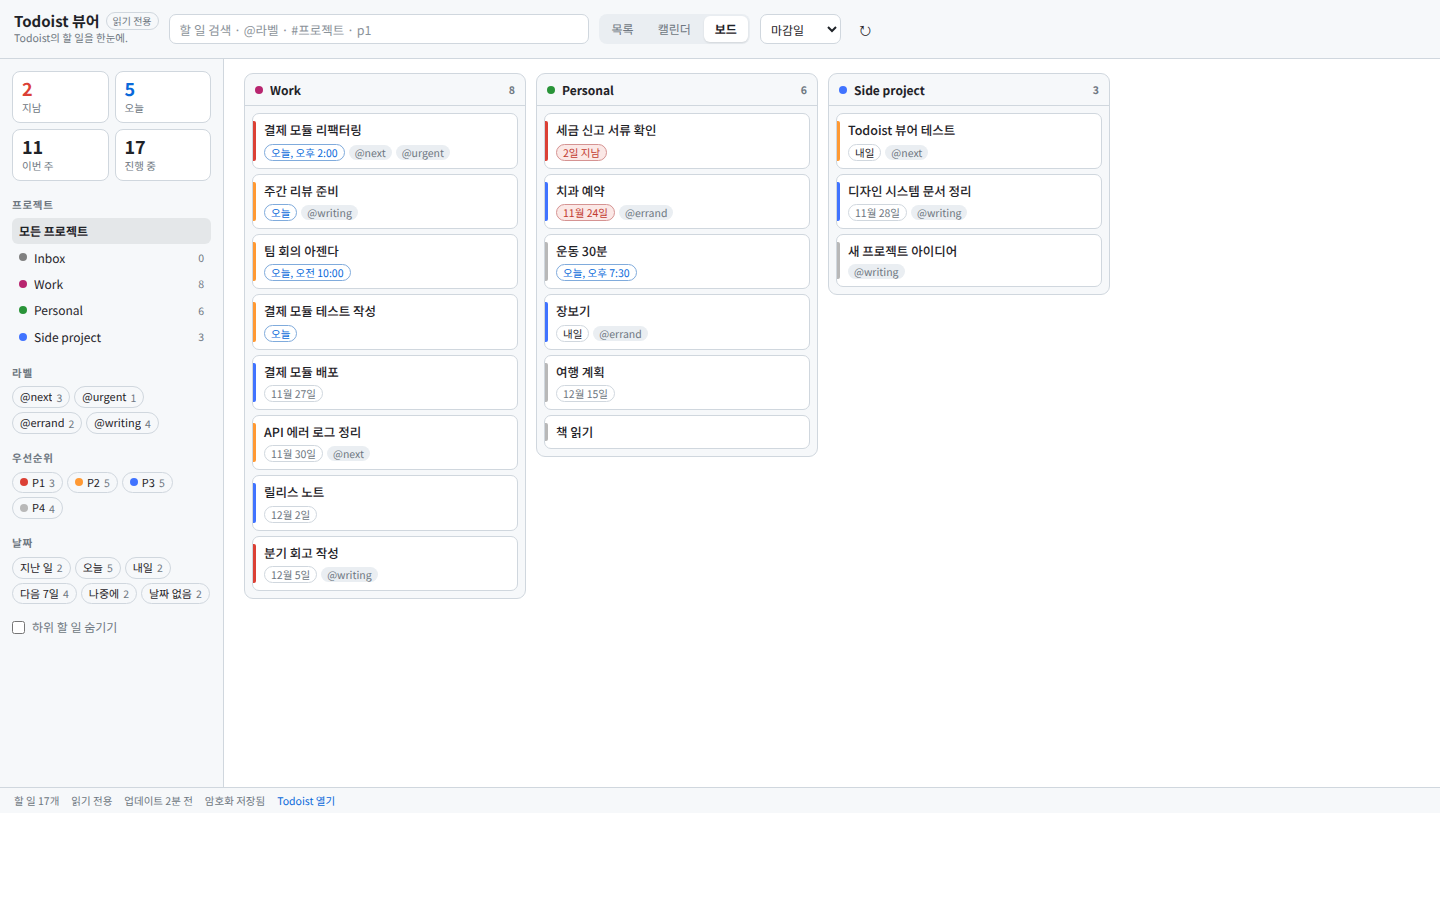 Todoist 뷰어 읽기 전용
Todoist의 할 일을 한눈에.
할 일 검색 · @라벨 · #프로젝트 · p1
목록 캘린더 보드
마감일
↻
2
지남
5
오늘
11
이번 주
17
진행 중
프로젝트
모든 프로젝트
Inbox 0
Work 8
Personal 6
Side project 3
라벨
@next 3 @urgent 1
@errand 2 @writing 4
우선순위
P1 3 P2 5 P3 5
P4 4
날짜
지난 일 2 오늘 5 내일 2
다음 7일 4 나중에 2 날짜 없음 2
하위 할 일 숨기기
Work 8
결제 모듈 리팩터링
오늘, 오후 2:00 @next @urgent
주간 리뷰 준비
오늘 @writing
팀 회의 아젠다
오늘, 오전 10:00
결제 모듈 테스트 작성
오늘
결제 모듈 배포
11월 27일
API 에러 로그 정리
11월 30일 @next
릴리스 노트
12월 2일
분기 회고 작성
12월 5일 @writing
Personal 6
세금 신고 서류 확인
2일 지남
치과 예약
11월 24일 @errand
운동 30분
오늘, 오후 7:30
장보기
내일 @errand
여행 계획
12월 15일
책 읽기
Side project 3
Todoist 뷰어 테스트
내일 @next
디자인 시스템 문서 정리
11월 28일 @writing
새 프로젝트 아이디어
@writing
할 일 17개 읽기 전용 업데이트 2분 전 암호화 저장됨 Todoist 열기